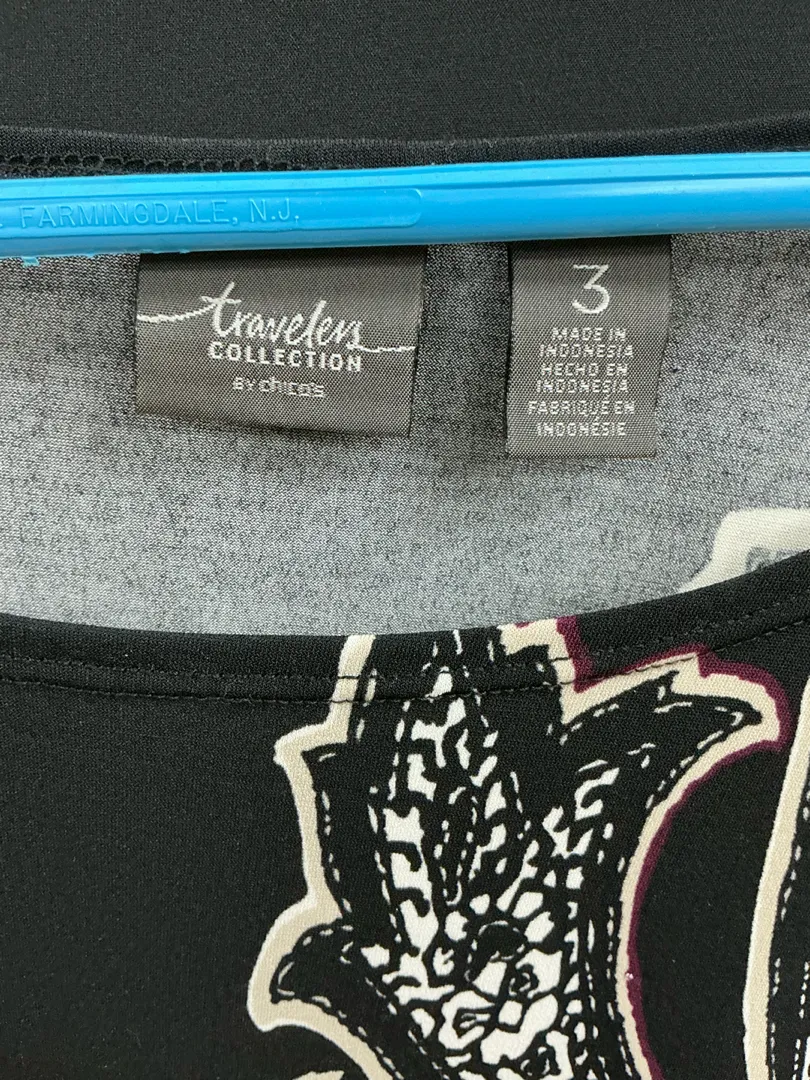 FARMINGDALE, N.J.
travelers
COLLECTION
BY chico's
3
MADE IN
INDONESIA
HECHO EN
INDONESIA
FABRIQUÉ EN
INDONÉSIE